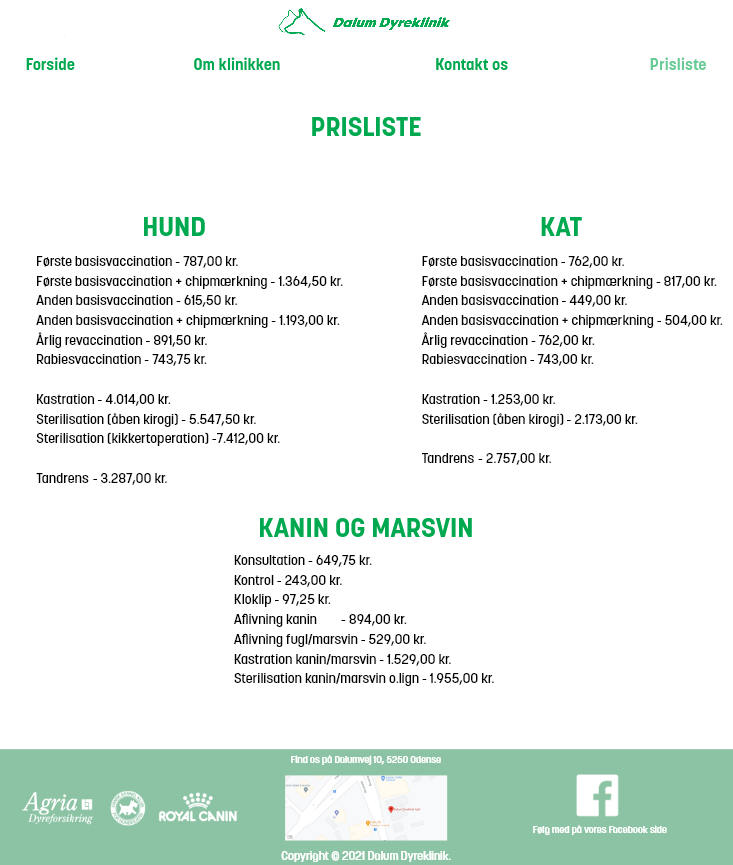 Dalum Dyreklinik
Forside Om klinikken Kontakt os Prisliste
PRISLISTE
HUND
Første basisvaccination - 787,00 kr.
Første basisvaccination + chipmærkning - 1.364,50 kr.
Anden basisvaccination - 615,50 kr.
Anden basisvaccination + chipmærkning - 1.193,00 kr.
Årlig revaccination - 891,50 kr.
Rabiesvaccination - 743,75 kr.
Kastration - 4.014,00 kr.
Sterilisation (åben kirogi) - 5.547,50 kr.
Sterilisation (kikkertoperation) -7.412,00 kr.
Tandrens - 3.287,00 kr.
KAT
Første basisvaccination - 762,00 kr.
Første basisvaccination + chipmærkning - 817,00 kr.
Anden basisvaccination - 449,00 kr.
Anden basisvaccination + chipmærkning - 504,00 kr.
Årlig revaccination - 762,00 kr.
Rabiesvaccination - 743,00 kr.
Kastration - 1.253,00 kr.
Sterilisation (åben kirogi) - 2.173,00 kr.
Tandrens - 2.757,00 kr.
KANIN OG MARSVIN
Konsultation - 649,75 kr.
Kontrol - 243,00 kr.
Kloklip - 97,25 kr.
Aflivning kanin - 894,00 kr.
Aflivning fugl/marsvin - 529,00 kr.
Kastration kanin/marsvin - 1.529,00 kr.
Sterilisation kanin/marsvin o.lign - 1.955,00 kr.
Find os på Dalumvej 10, 5250 Odense
Agria
Dyreforsikring
ROYAL CANIN
Følg med på vores Facebook side
Copyright © 2021 Dalum Dyreklinik.